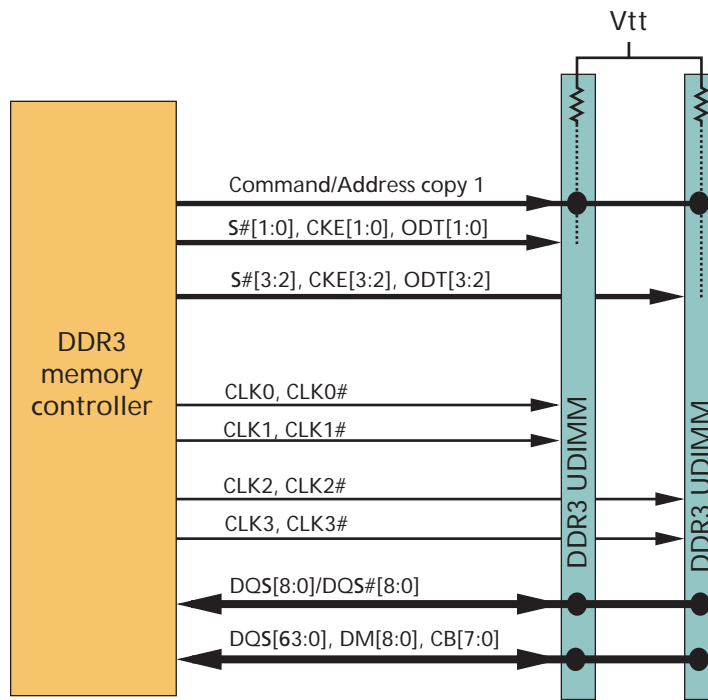 Vtt
Command/Address copy 1
S#[1:0], CKE[1:0], ODT[1:0]
S#[3:2], CKE[3:2], ODT[3:2]
DDR3
memory
controller
CLK0, CLK0#
CLK1, CLK1#
CLK2, CLK2#
CLK3, CLK3#
DQS[8:0]/DQS#[8:0]
DQS[63:0], DM[8:0], CB[7:0]
DDR3 UDIMM
DDR3 UDIMM